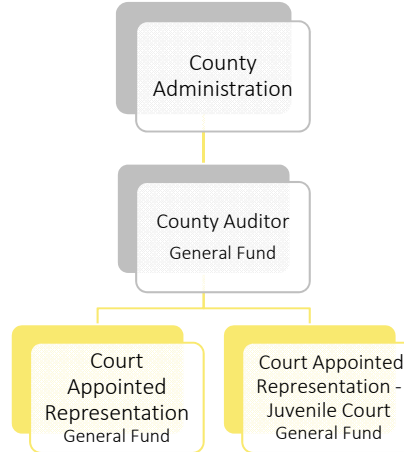 County
Administration
County Auditor
General Fund
Court
Appointed
Representation
General Fund
Court Appointed
Representation -
Juvenile Court
General Fund